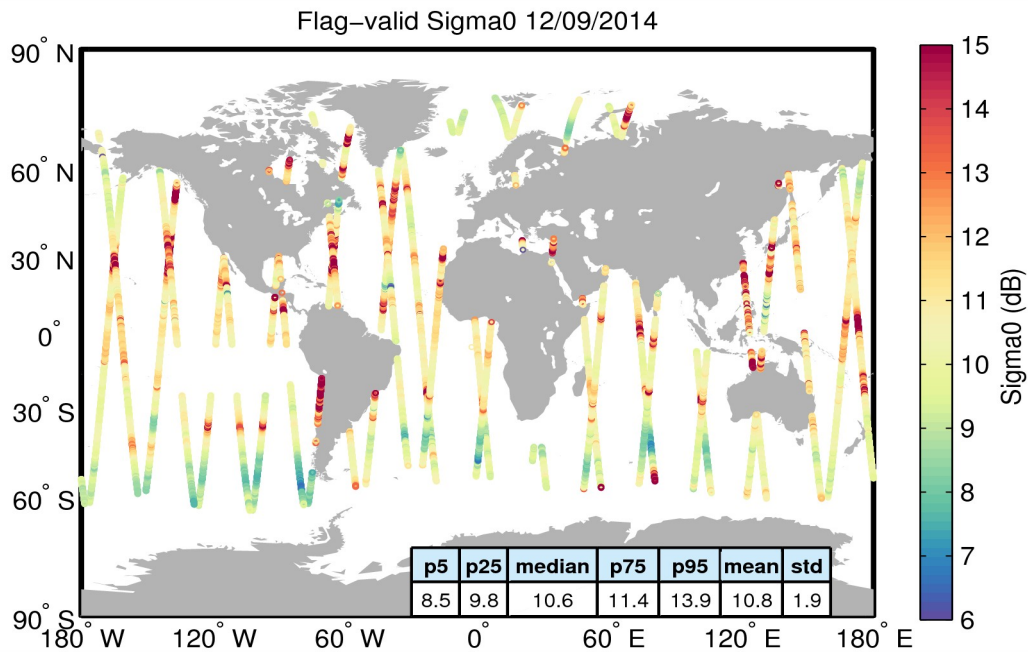 Flag−valid Sigma0 12/09/2014
90° N
60° N
30° N
0°
30° S
60° S
90° S
180° W
120° W
60° W
0°
60° E
120° E
180° E
p5 p25 median p75 p95 mean std
8.5 9.8 10.6 11.4 13.9 10.8 1.9
15
14
13
12
11
10
9
8
7
6
Sigma0 (dB)